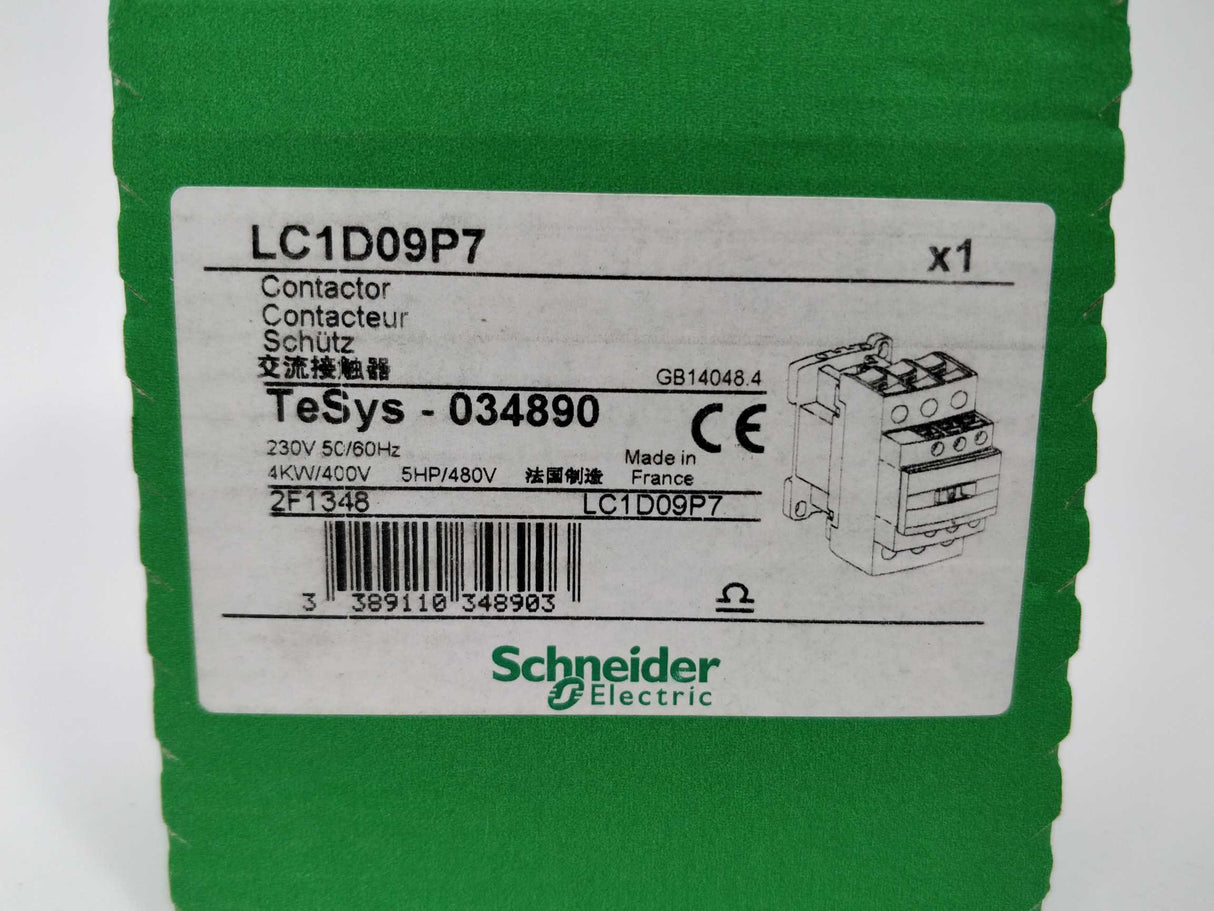 LC1D09P7 x1
Contactor
Contacteur
Schütz
交流接触器 GB14048.4
TeSys - 034890 CE
230V 50/60Hz
4KW/400V 5HP/480V 法国制造 Made in France
2F1348 LC1D09P7
3 389110 348903
Schneider
Electric